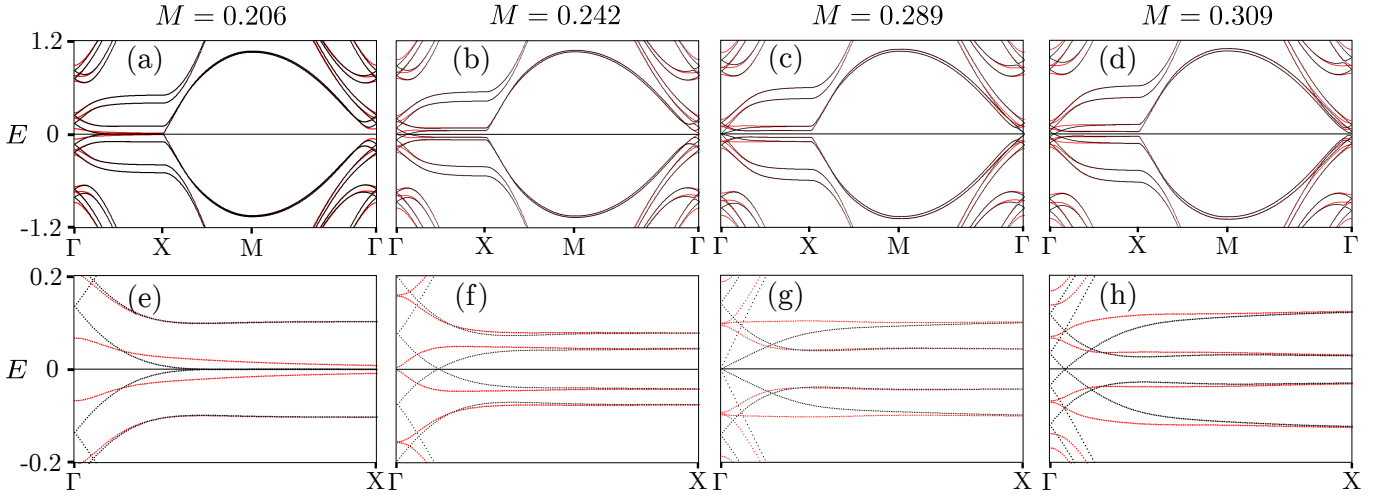 M = 0.206 M = 0.242 M = 0.289 M = 0.309
1.2 (a) (b) (c) (d)
E 0
-1.2
Γ X M Γ Γ X M Γ Γ X M Γ Γ X M Γ
0.2 (e) (f) (g) (h)
E 0
-0.2
Γ X Γ X Γ X Γ X